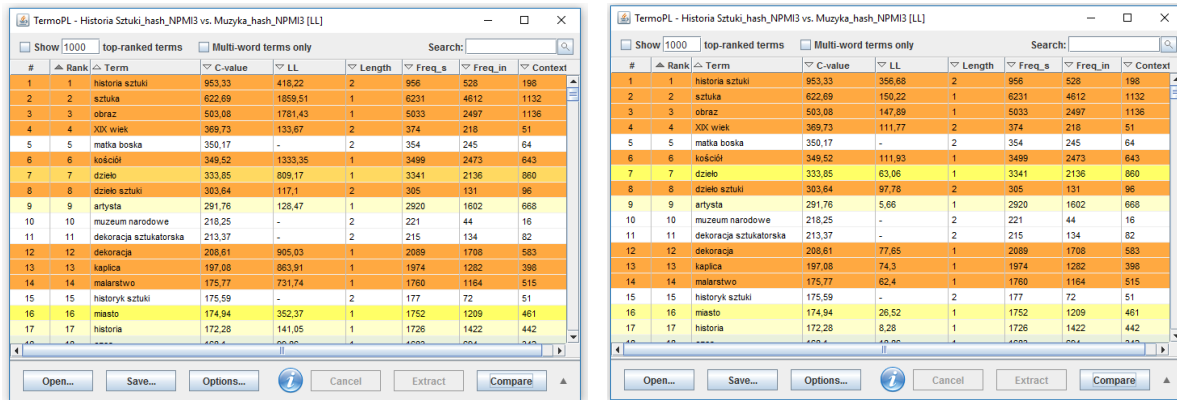 TermoPL - Historia Sztuki_hash_NPMI3 vs. Muzyka_hash_NPMI3 [LL]
Show 1000 top-ranked terms Multi-word terms only Search:
# Rank Term C-value LL Length Freq_s Freq_in Context
1 1 historia sztuki 953,33 418,22 2 956 528 198
2 2 sztuka 622,69 1859,51 1 6231 4612 1132
3 3 obraz 503,08 1781,43 1 5033 2497 1136
4 4 XIX wiek 369,73 133,67 2 374 218 51
5 5 matka boska 350,17 - 2 354 245 64
6 6 kościół 349,52 1333,35 1 3499 2473 643
7 7 dzieło 333,85 809,17 1 3341 2136 860
8 8 dzieło sztuki 303,64 117,1 2 305 131 96
9 9 artysta 291,76 128,47 1 2920 1602 668
10 10 muzeum narodowe 218,25 - 2 221 44 16
11 11 dekoracja sztukatorska 213,37 - 2 215 134 82
12 12 dekoracja 208,61 905,03 1 2089 1708 583
13 13 kaplica 197,08 863,91 1 1974 1282 398
14 14 malarstwo 175,77 731,74 1 1760 1164 515
15 15 historyk sztuki 175,59 - 2 177 72 51
16 16 miasto 174,94 352,37 1 1752 1209 461
17 17 historia 172,28 141,05 1 1726 1422 442
Open... Save... Options... Cancel Extract Compare
TermoPL - Historia Sztuki_hash_NPMI3 vs. Muzyka_hash_NPMI3 [LL]
Show 1000 top-ranked terms Multi-word terms only Search:
# Rank Term C-value LL Length Freq_s Freq_in Context
1 1 historia sztuki 953,33 356,68 2 956 528 198
2 2 sztuka 622,69 150,22 1 6231 4612 1132
3 3 obraz 503,08 147,89 1 5033 2497 1136
4 4 XIX wiek 369,73 111,77 2 374 218 51
5 5 matka boska 350,17 - 2 354 245 64
6 6 kościół 349,52 111,93 1 3499 2473 643
7 7 dzieło 333,85 63,06 1 3341 2136 860
8 8 dzieło sztuki 303,64 97,78 2 305 131 96
9 9 artysta 291,76 5,66 1 2920 1602 668
10 10 muzeum narodowe 218,25 - 2 221 44 16
11 11 dekoracja sztukatorska 213,37 - 2 215 134 82
12 12 dekoracja 208,61 77,65 1 2089 1708 583
13 13 kaplica 197,08 74,3 1 1974 1282 398
14 14 malarstwo 175,77 62,4 1 1760 1164 515
15 15 historyk sztuki 175,59 - 2 177 72 51
16 16 miasto 174,94 26,52 1 1752 1209 461
17 17 historia 172,28 8,28 1 1726 1422 442
Open... Save... Options... Cancel Extract Compare